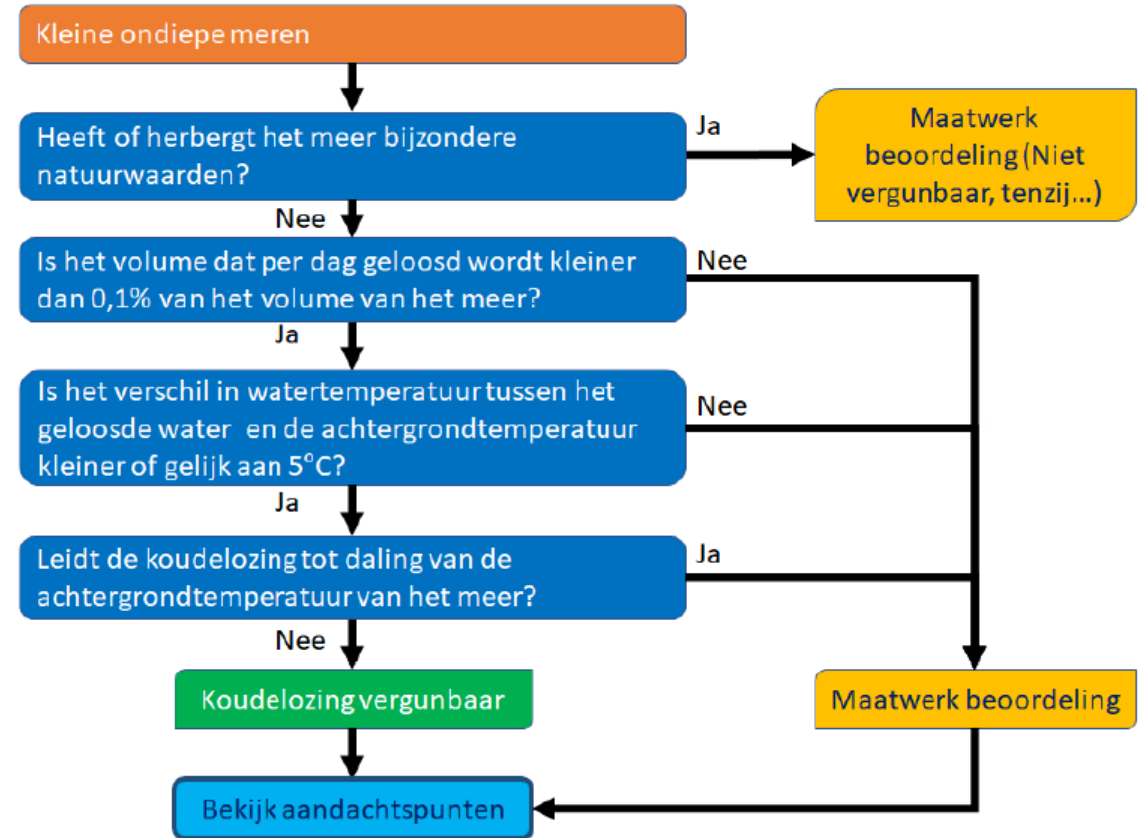 Kleine ondiepe meren
Heeft of herbergt het meer bijzondere
natuurwaarden?
Ja
Maatwerk
beoordeling (Niet
vergunbaar, tenzij...)
Nee
Is het volume dat per dag geloosd wordt kleiner
dan 0,1% van het volume van het meer?
Nee
Ja
Is het verschil in watertemperatuur tussen het
geloosde water en de achtergrondtemperatuur
kleiner of gelijk aan 5°C?
Nee
Ja
Leidt de koudelozing tot daling van de
achtergrondtemperatuur van het meer?
Ja
Nee
Koudelozing vergunbaar
Maatwerk beoordeling
Bekijk aandachtspunten